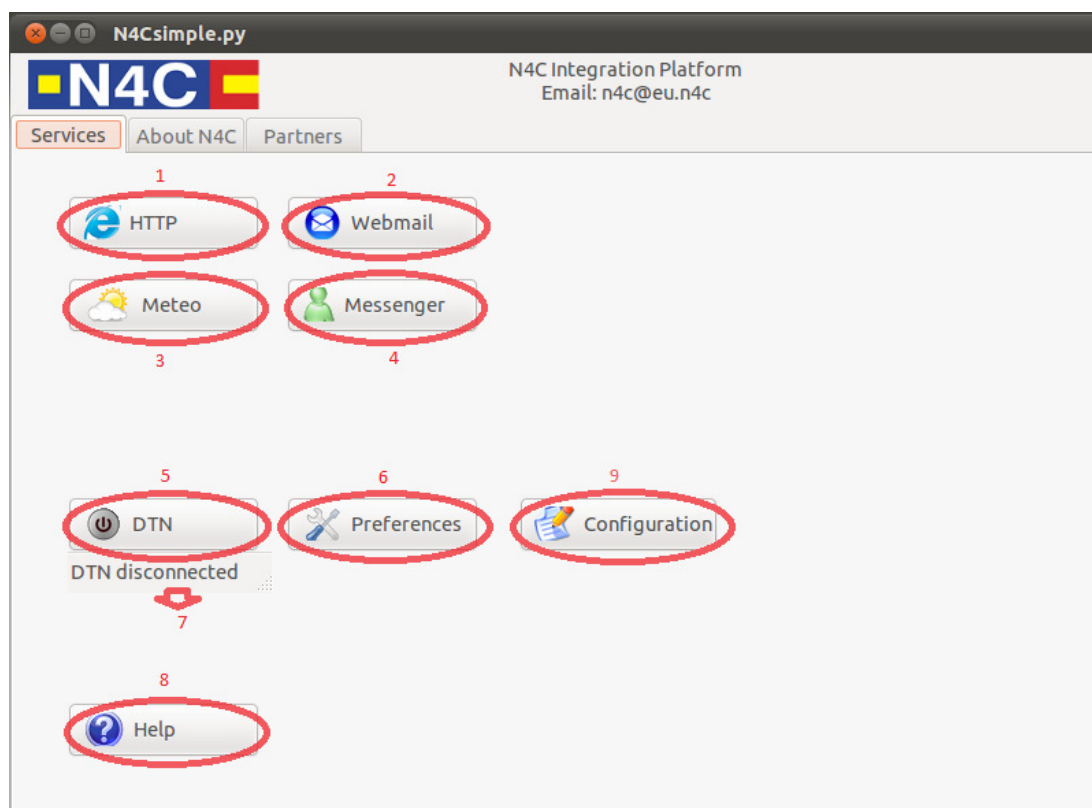 N4Csimple.py
N4C
N4C Integration Platform
Email: n4c@eu.n4c
Services About N4C Partners
1 2
HTTP Webmail
Meteo Messenger
3 4
5 6 9
DTN Preferences Configuration
DTN disconnected
7
8
Help